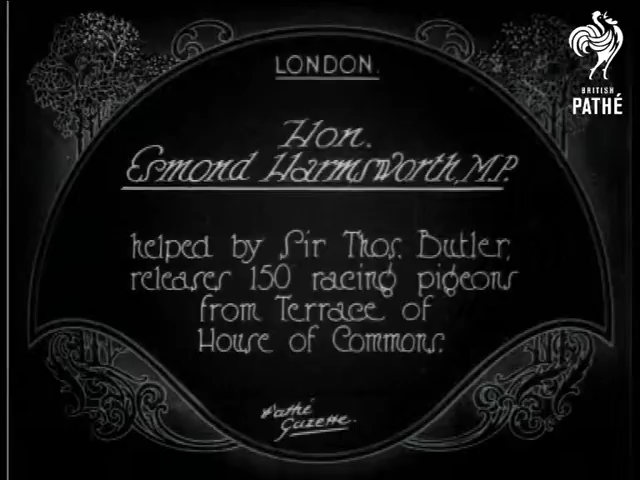 LONDON.
BRITISH
PATHÉ
Hon.
Esmond Harmsworth, M.P.
helped by Sir Thos. Butler,
releases 150 racing pigeons
from Terrace of
House of Commons.
Pathé
Gazette.